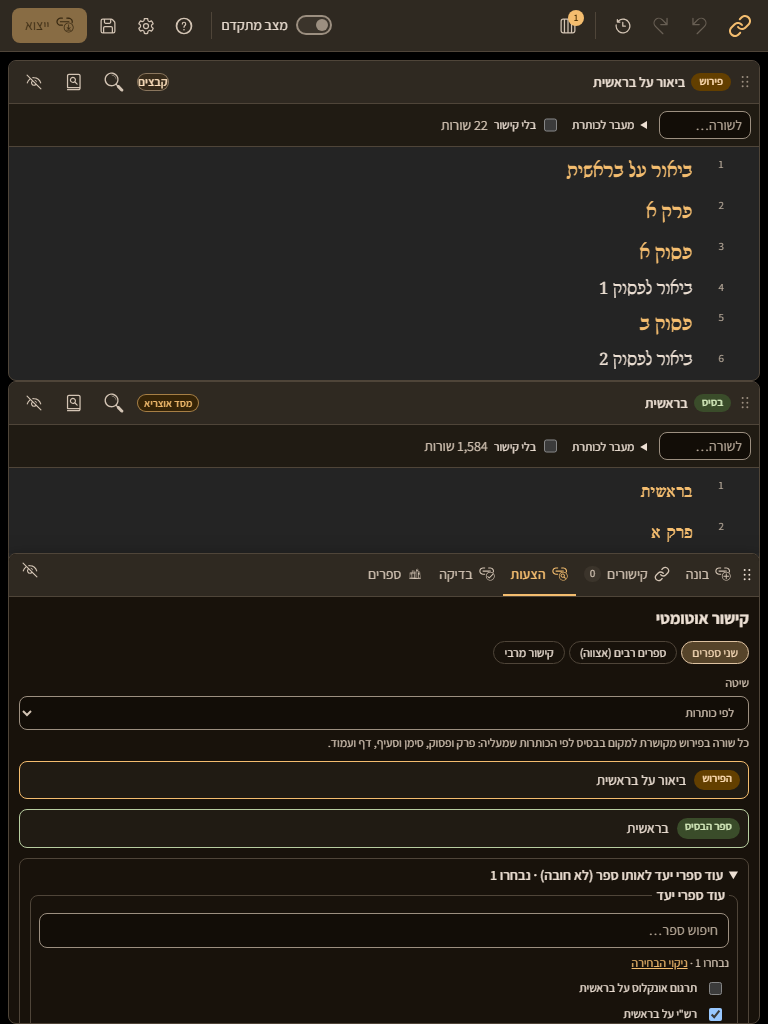 1 מצב מתקדם ייצוא
פירוש ביאור על בראשית קבצים
לשורה... מעבר לכותרת בלי קישור 22 שורות
1 ביאור על בראשית
2 פרק א
3 פסוק א
4 ביאור לפסוק 1
5 פסוק ב
6 ביאור לפסוק 2
בסיס בראשית מסד אוצריא
לשורה... מעבר לכותרת בלי קישור 1,584 שורות
1 בראשית
2 פרק א
בונה קישורים 0 הצעות בדיקה ספרים
קישור אוטומטי
שני ספרים ספרים רבים (אצווה) קישור מרבי
שיטה
לפי כותרות
כל שורה בפירוש מקושרת למקום בבסיס לפי הכותרות שמעליה: פרק ופסוק, סימן וסעיף, דף ועמוד.
הפירוש ביאור על בראשית
ספר הבסיס בראשית
עוד ספרי יעד לאותו ספר (לא חובה) · נבחרו 1
עוד ספרי יעד
חיפוש ספר...
נבחרו 1 · ניקוי הבחירה
תרגום אונקלוס על בראשית
רש"י על בראשית